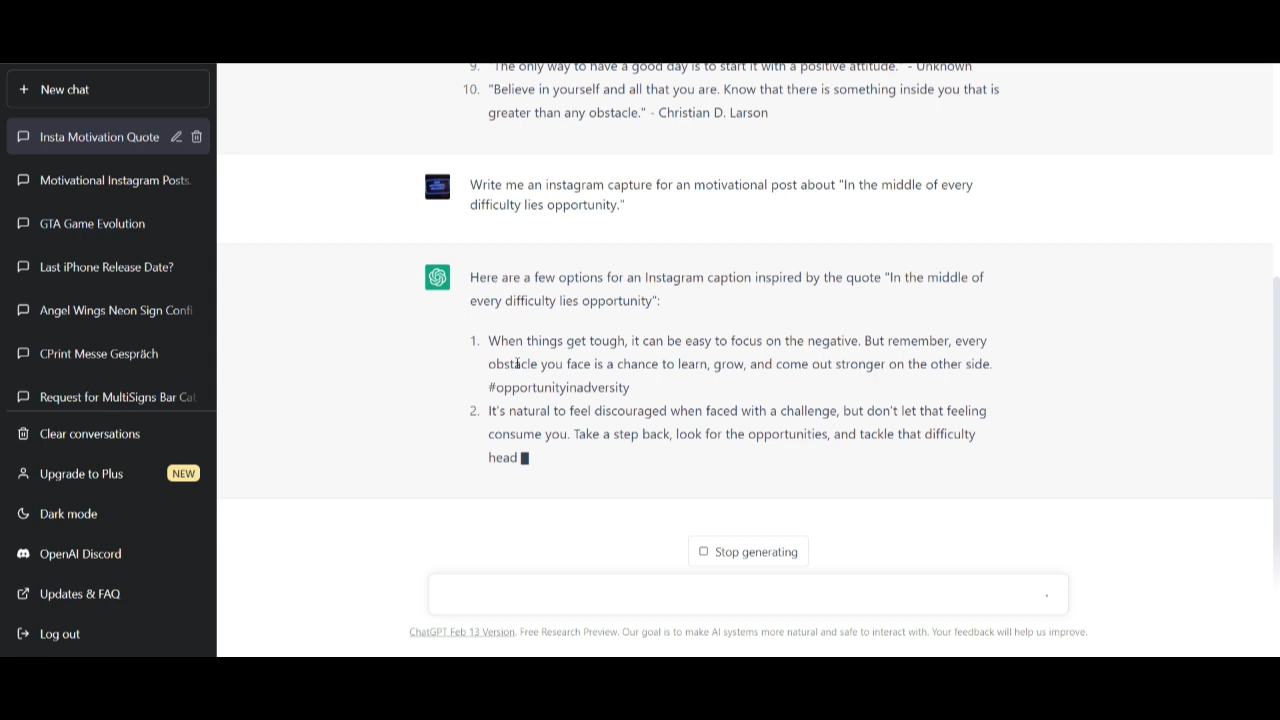 New chat
Insta Motivation Quote
Motivational Instagram Posts
GTA Game Evolution
Last iPhone Release Date?
Angel Wings Neon Sign Confi
CPrint Messe Gespräch
Request for MultiSigns Bar Cat
Clear conversations
Upgrade to Plus NEW
Dark mode
OpenAI Discord
Updates & FAQ
Log out
9. "The only way to have a good day is to start it with a positive attitude." - Unknown
10. "Believe in yourself and all that you are. Know that there is something inside you that is
greater than any obstacle." - Christian D. Larson
Write me an instagram capture for an motivational post about "In the middle of every
difficulty lies opportunity."
Here are a few options for an Instagram caption inspired by the quote "In the middle of
every difficulty lies opportunity":
1. When things get tough, it can be easy to focus on the negative. But remember, every
obstacle you face is a chance to learn, grow, and come out stronger on the other side.
#opportunityinadversity
2. It's natural to feel discouraged when faced with a challenge, but don't let that feeling
consume you. Take a step back, look for the opportunities, and tackle that difficulty
head
Stop generating
ChatGPT Feb 13 Version. Free Research Preview. Our goal is to make AI systems more natural and safe to interact with. Your feedback will help us improve.